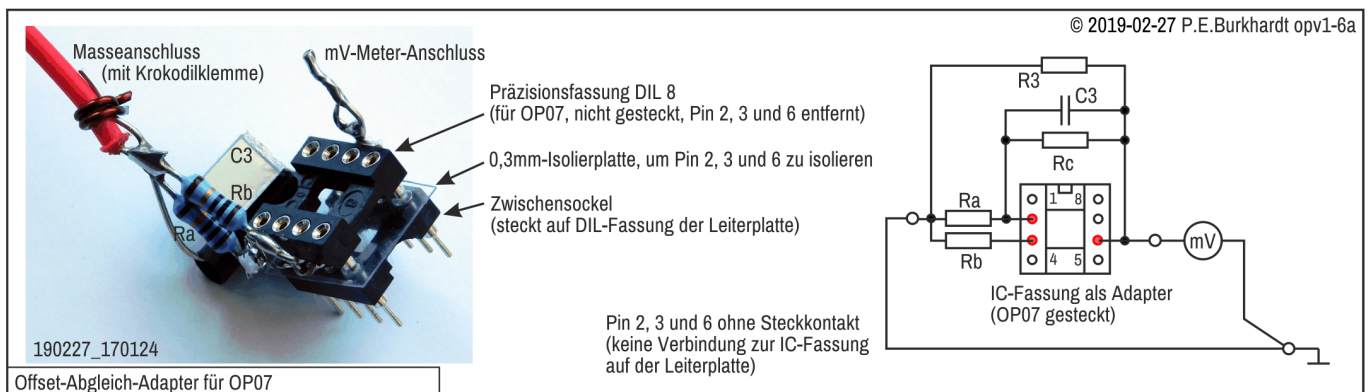 © 2019-02-27 P.E.Burkhardt opv1-6a
Masseanschluss
(mit Krokodilklemme)
mV-Meter-Anschluss
Präzisionsfassung DIL 8
(für OP07, nicht gesteckt, Pin 2, 3 und 6 entfernt)
0,3mm-Isolierplatte, um Pin 2, 3 und 6 zu isolieren
Zwischensockel
(steckt auf DIL-Fassung der Leiterplatte)
C3
Rb
Ra
190227_170124
Pin 2, 3 und 6 ohne Steckkontakt
(keine Verbindung zur IC-Fassung
auf der Leiterplatte)
R3
C3
Rc
Ra
Rb
1 8
4 5
mV
IC-Fassung als Adapter
(OP07 gesteckt)
Offset-Abgleich-Adapter für OP07